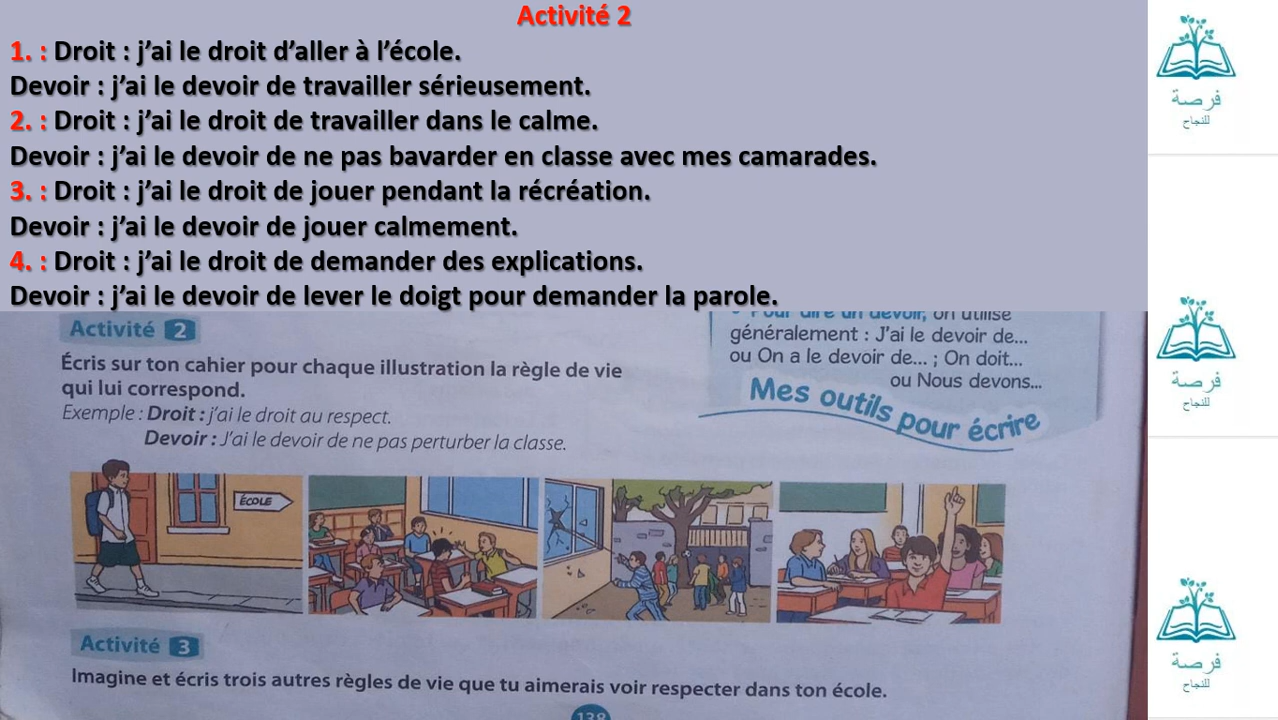 Activité 2
1. : Droit : j’ai le droit d’aller à l’école.
Devoir : j’ai le devoir de travailler sérieusement.
2. : Droit : j’ai le droit de travailler dans le calme.
Devoir : j’ai le devoir de ne pas bavarder en classe avec mes camarades.
3. : Droit : j’ai le droit de jouer pendant la récréation.
Devoir : j’ai le devoir de jouer calmement.
4. : Droit : j’ai le droit de demander des explications.
Devoir : j’ai le devoir de lever le doigt pour demander la parole.
Pour dire un devoir, on utilise
généralement : J'ai le devoir de...
ou On a le devoir de... ; On doit...
ou Nous devons...
Mes outils pour écrire
Activité 2
Écris sur ton cahier pour chaque illustration la règle de vie
qui lui correspond.
Exemple : Droit : j'ai le droit au respect.
Devoir : J'ai le devoir de ne pas perturber la classe.
ÉCOLE
Activité 3
Imagine et écris trois autres règles de vie que tu aimerais voir respecter dans ton école.
138
فرصة
للنجاح
فرصة
للنجاح
فرصة
للنجاح